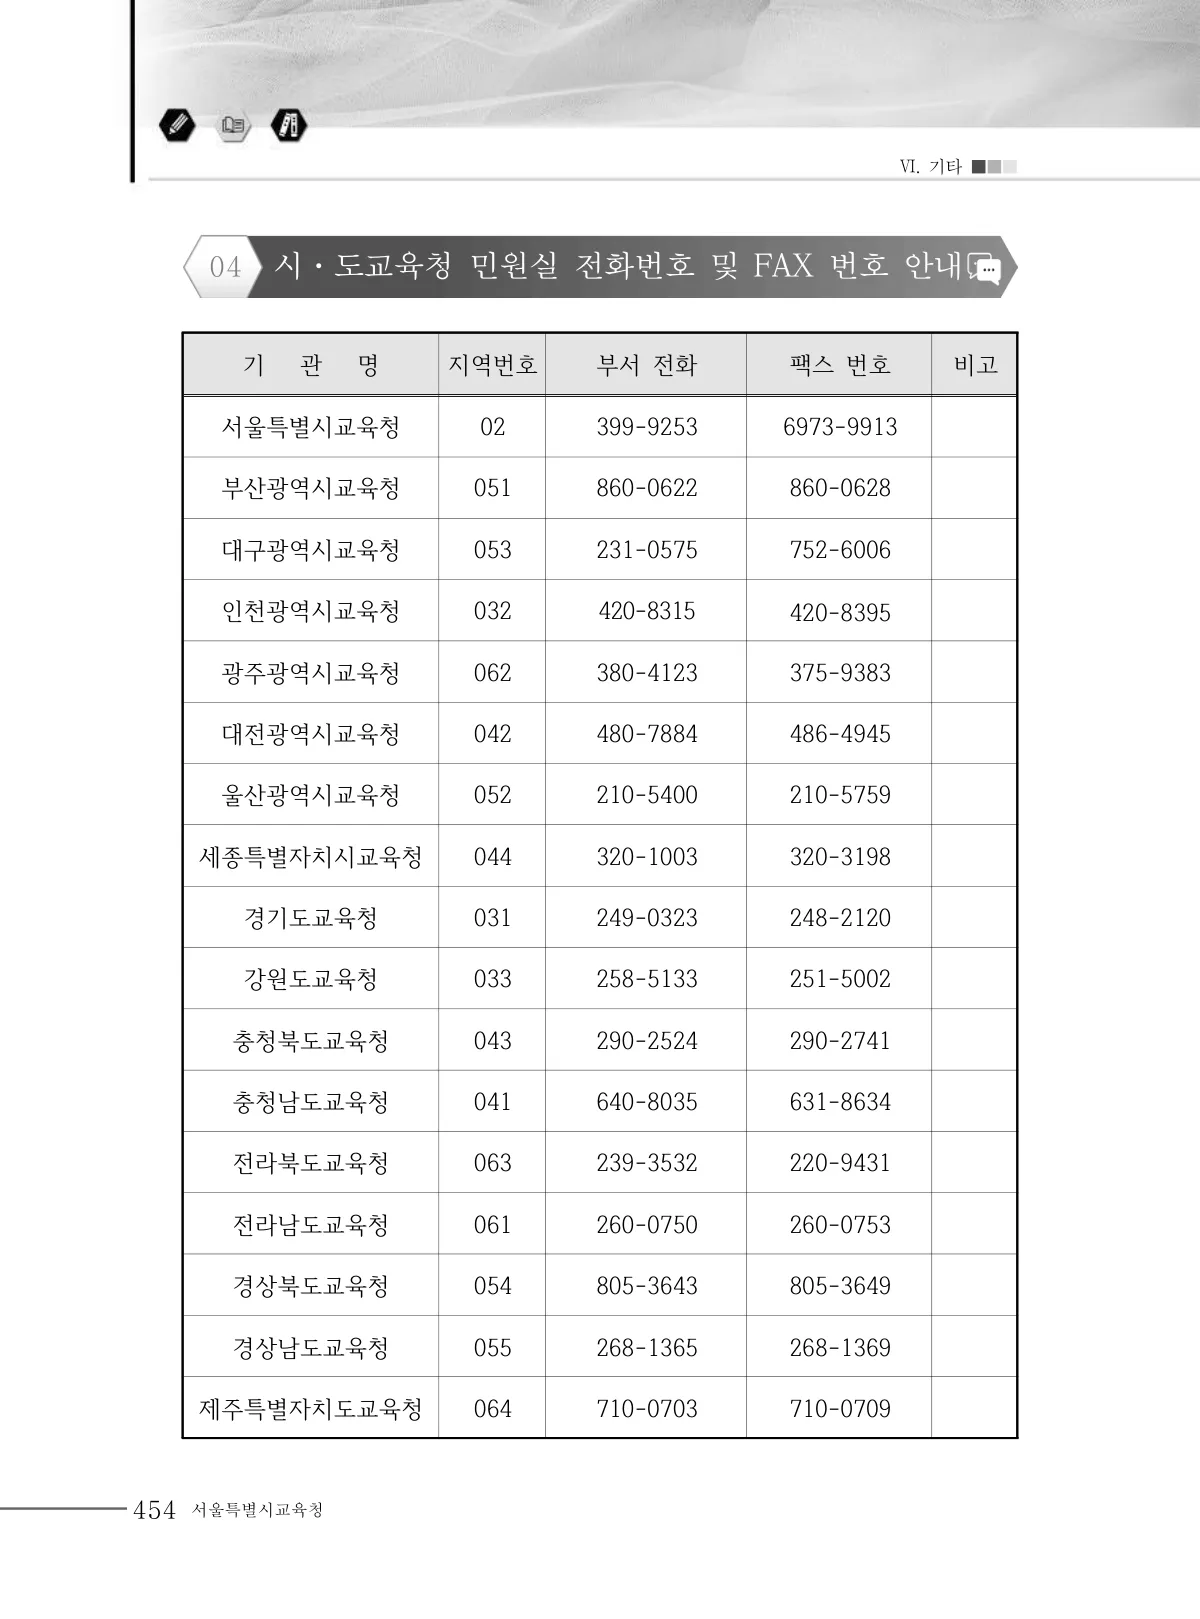 Ⅵ. 기타
04 시·도교육청 민원실 전화번호 및 FAX 번호 안내
기 관 명 지역번호 부서 전화 팩스 번호 비고
서울특별시교육청 02 399-9253 6973-9913
부산광역시교육청 051 860-0622 860-0628
대구광역시교육청 053 231-0575 752-6006
인천광역시교육청 032 420-8315 420-8395
광주광역시교육청 062 380-4123 375-9383
대전광역시교육청 042 480-7884 486-4945
울산광역시교육청 052 210-5400 210-5759
세종특별자치시교육청 044 320-1003 320-3198
경기도교육청 031 249-0323 248-2120
강원도교육청 033 258-5133 251-5002
충청북도교육청 043 290-2524 290-2741
충청남도교육청 041 640-8035 631-8634
전라북도교육청 063 239-3532 220-9431
전라남도교육청 061 260-0750 260-0753
경상북도교육청 054 805-3643 805-3649
경상남도교육청 055 268-1365 268-1369
제주특별자치도교육청 064 710-0703 710-0709
454 서울특별시교육청